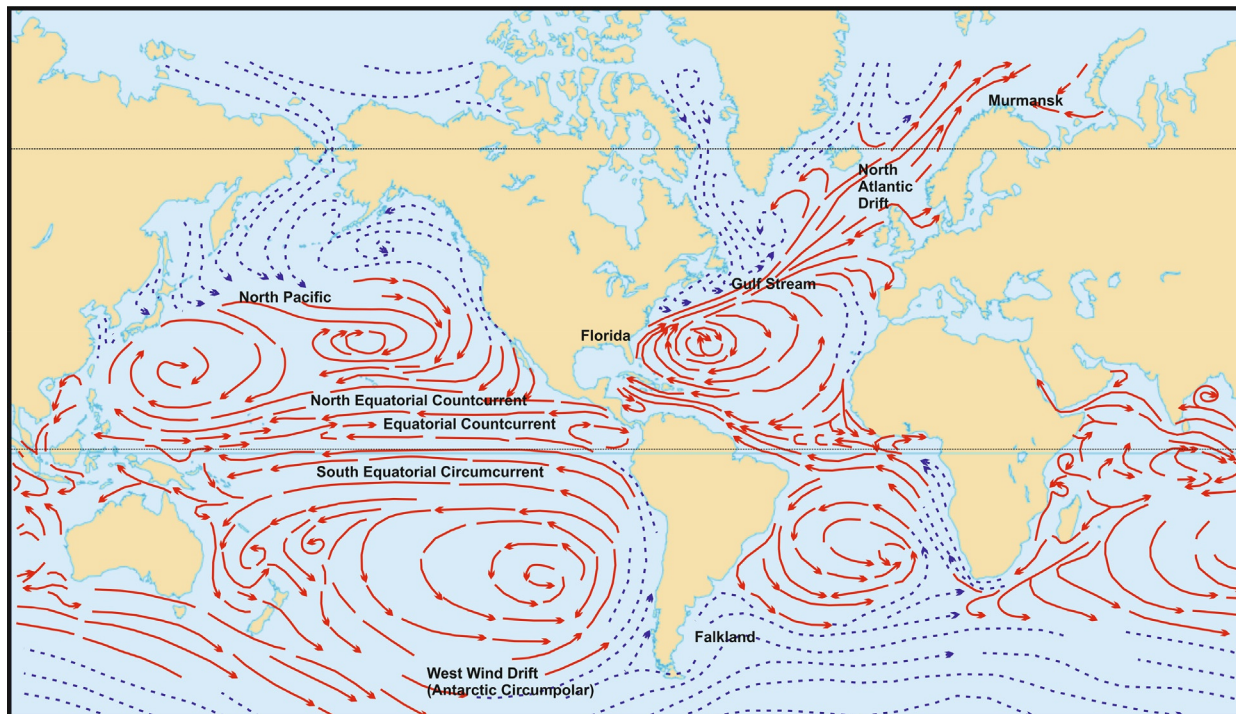 Murmansk
North
Atlantic
Drift
Gulf Stream
North Pacific
Florida
North Equatorial Countcurrent
Equatorial Countcurrent
South Equatorial Circumcurrent
Falkland
West Wind Drift
(Antarctic Circumpolar)